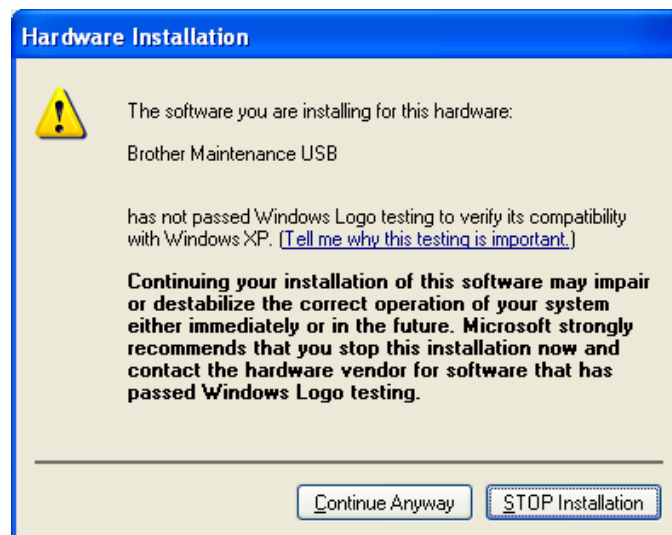 Hardware Installation
The software you are installing for this hardware:
Brother Maintenance USB
has not passed Windows Logo testing to verify its compatibility
with Windows XP. (Tell me why this testing is important.)
Continuing your installation of this software may impair
or destabilize the correct operation of your system
either immediately or in the future. Microsoft strongly
recommends that you stop this installation now and
contact the hardware vendor for software that has
passed Windows Logo testing.
Continue Anyway STOP Installation